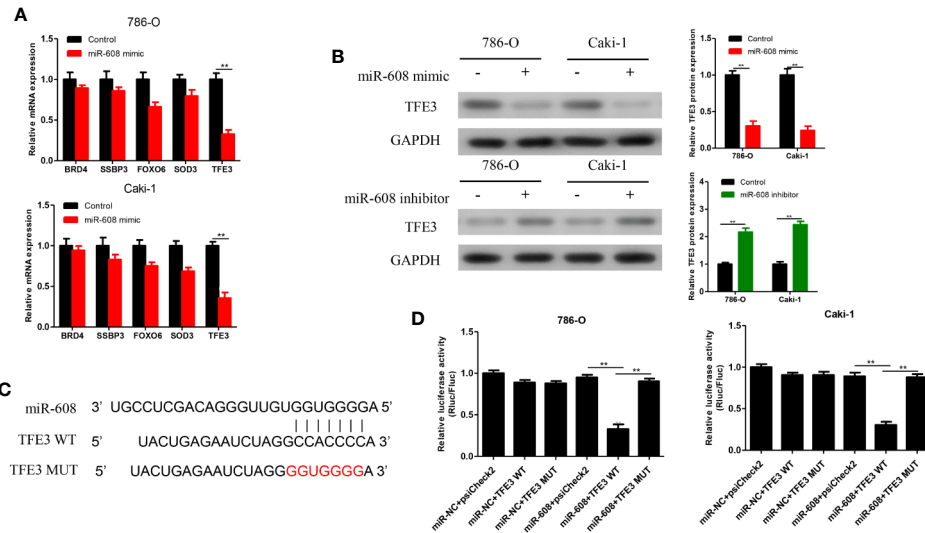 A
786-O
Relative mRNA expression
1.5
1.0
0.5
0.0
Control
miR-608 mimic
**
BRD4 SSBP3 FOXO6 SOD3 TFE3
Caki-1
Relative mRNA expression
1.5
1.0
0.5
0.0
Control
miR-608 mimic
**
BRD4 SSBP3 FOXO6 SOD3 TFE3
B
786-O Caki-1
miR-608 mimic - + - +
TFE3
GAPDH
786-O Caki-1
miR-608 inhibitor - + - +
TFE3
GAPDH
Relative TFE3 protein expression
1.5
1.0
0.5
0.0
Control
miR-608 mimic
** **
786-O Caki-1
Relative TFE3 protein expression
4
3
2
1
0
Control
miR-608 inhibitor
** **
786-O Caki-1
C
miR-608 3' UGCCUCGACAGGGUUGUGGUGGGGA 5'
TFE3 WT 5' UACUGAGAAUCUAGGCCACCCCA 3'
TFE3 MUT 5' UACUGAGAAUCUAGGGGUGGGGA 3'
D
786-O
Relative luciferase activity
(Rluc/Fluc)
1.5
1.0
0.5
0.0
** **
miR-NC+psiCheck2
miR-NC+TFE3 WT
miR-NC+TFE3 MUT
miR-608+psiCheck2
miR-608+TFE3 WT
miR-608+TFE3 MUT
Caki-1
Relative luciferase activity
(Rluc/Fluc)
1.5
1.0
0.5
0.0
** **
miR-NC+psiCheck2
miR-NC+TFE3 WT
miR-NC+TFE3 MUT
miR-608+psiCheck2
miR-608+TFE3 WT
miR-608+TFE3 MUT